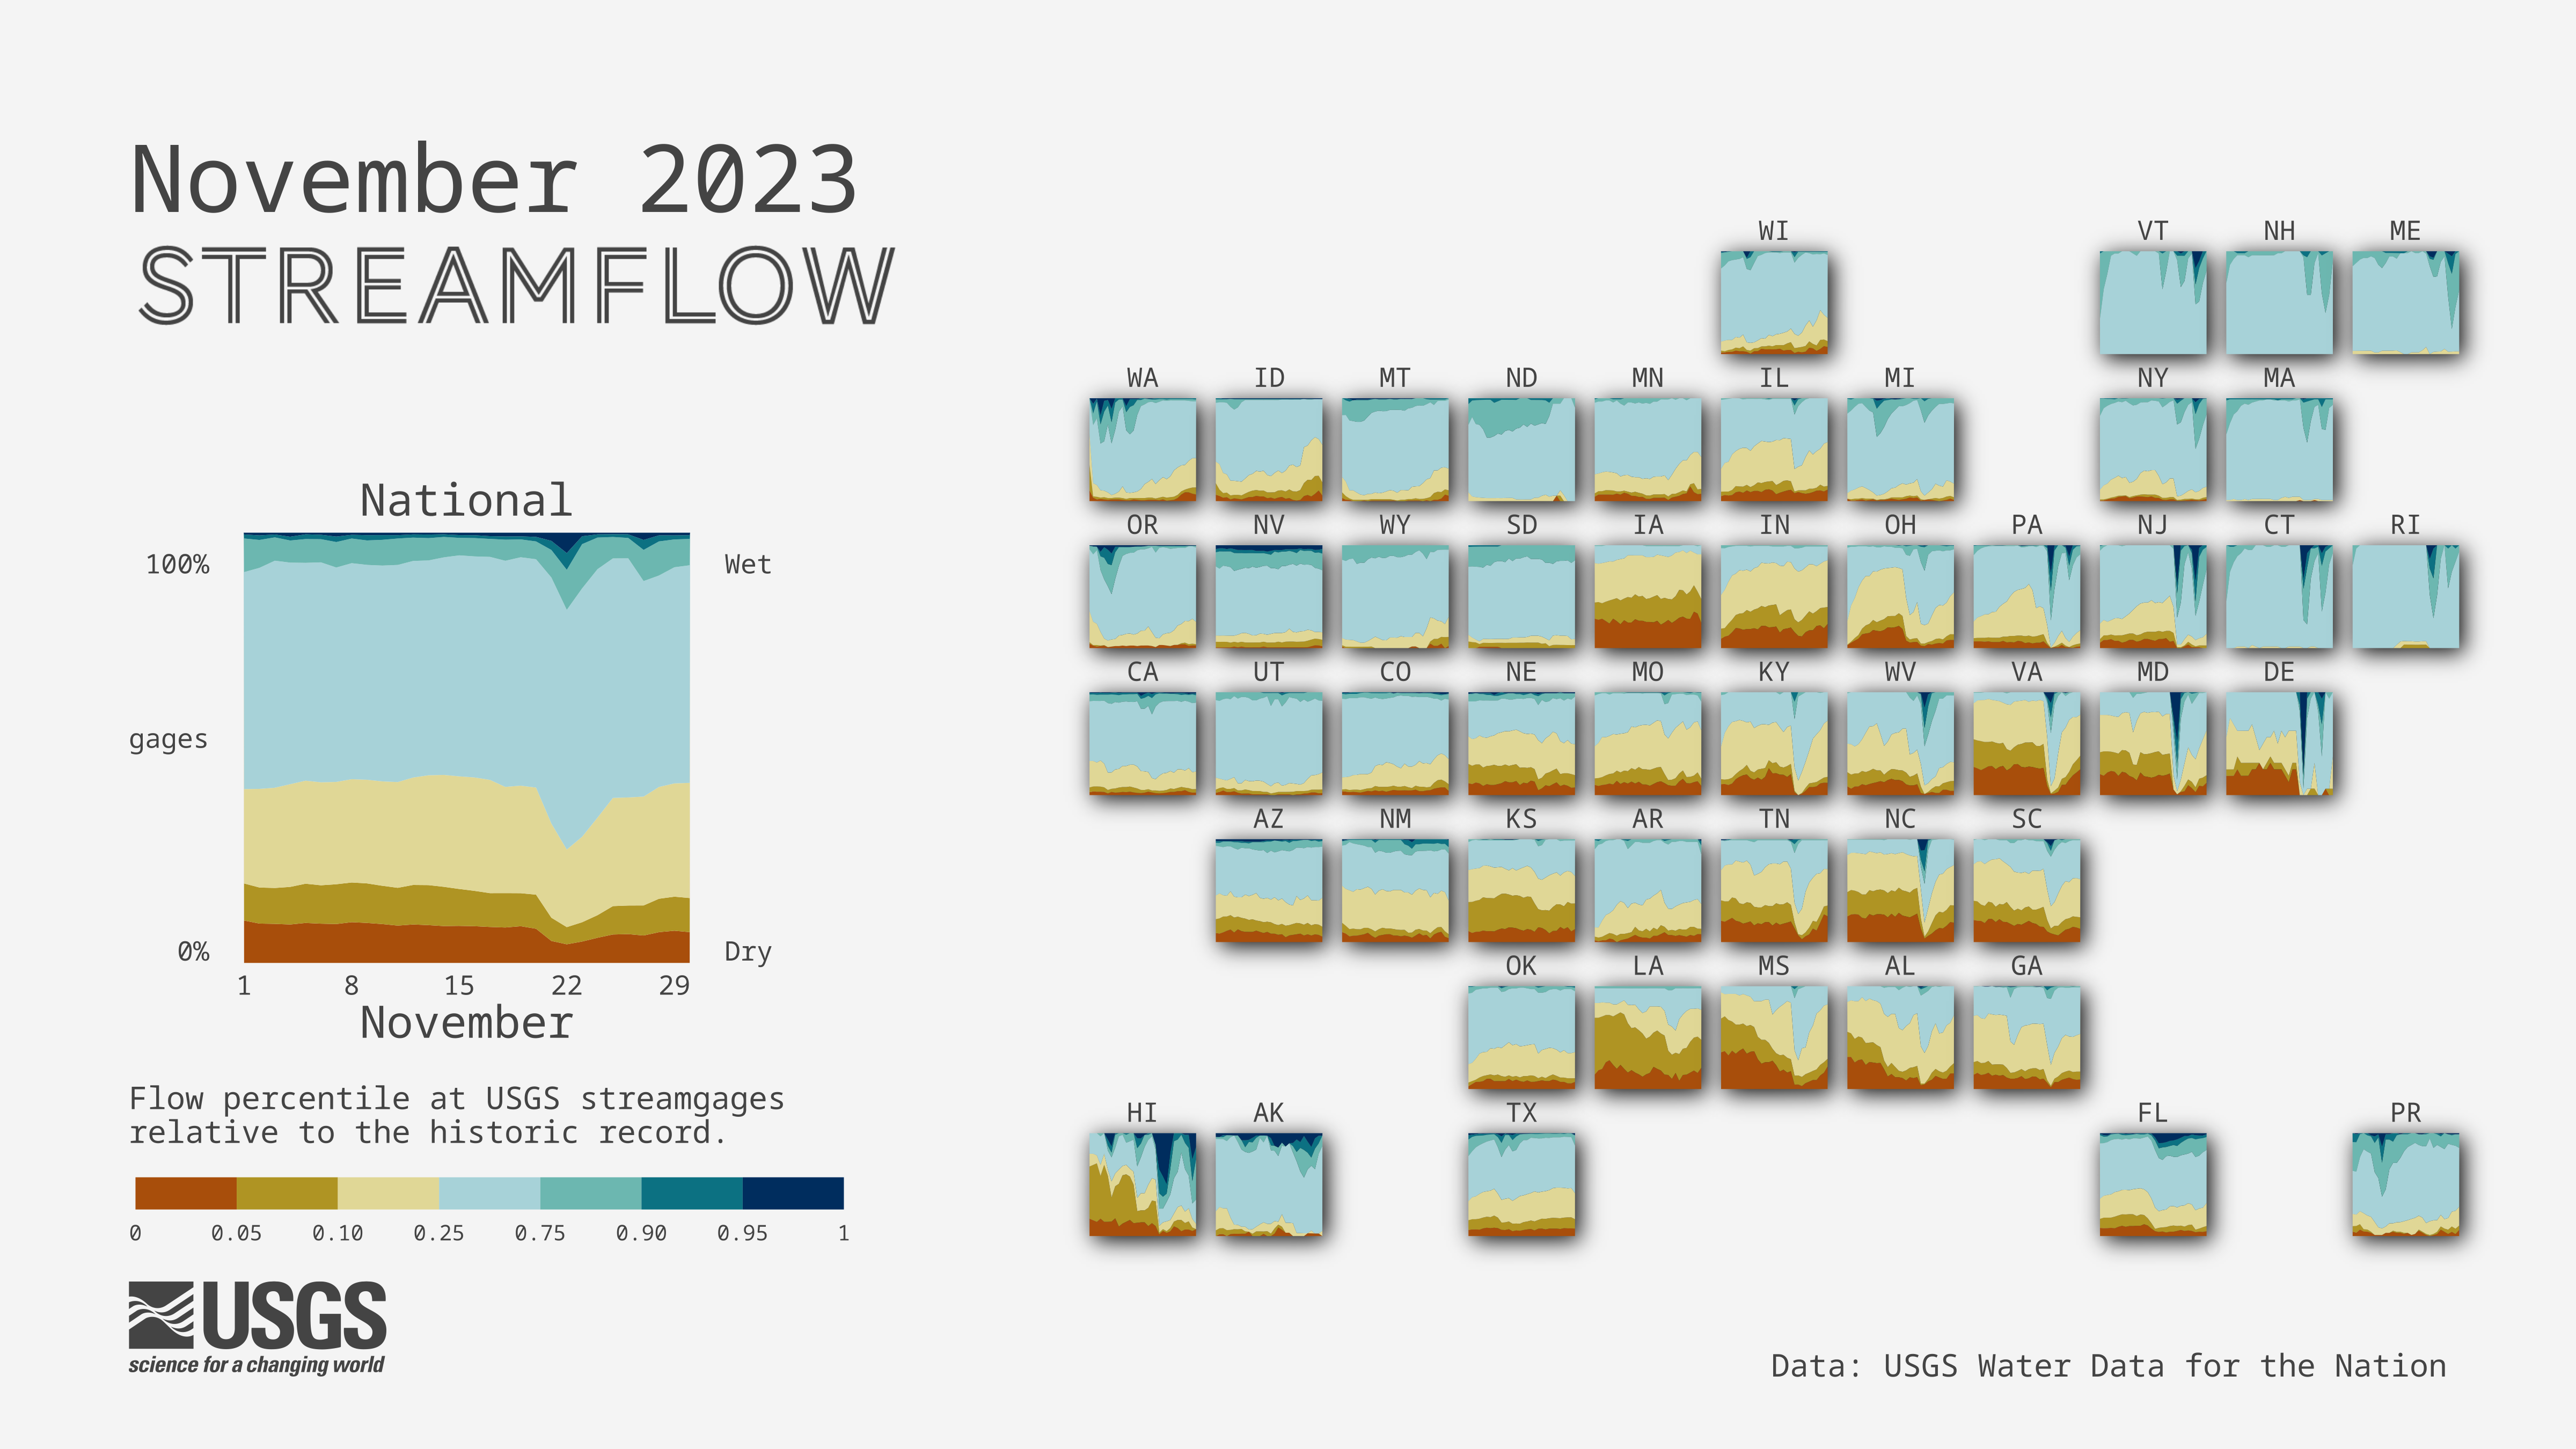 November 2023
STREAMFLOW
National
100%
Wet
gages
0%
Dry
1 8 15 22 29
November
Flow percentile at USGS streamgages
relative to the historic record.
0 0.05 0.10 0.25 0.75 0.90 0.95 1
USGS
science for a changing world
WI VT NH ME
WA ID MT ND MN IL MI NY MA
OR NV WY SD IA IN OH PA NJ CT RI
CA UT CO NE MO KY WV VA MD DE
AZ NM KS AR TN NC SC
OK LA MS AL GA
HI AK TX FL PR
Data: USGS Water Data for the Nation